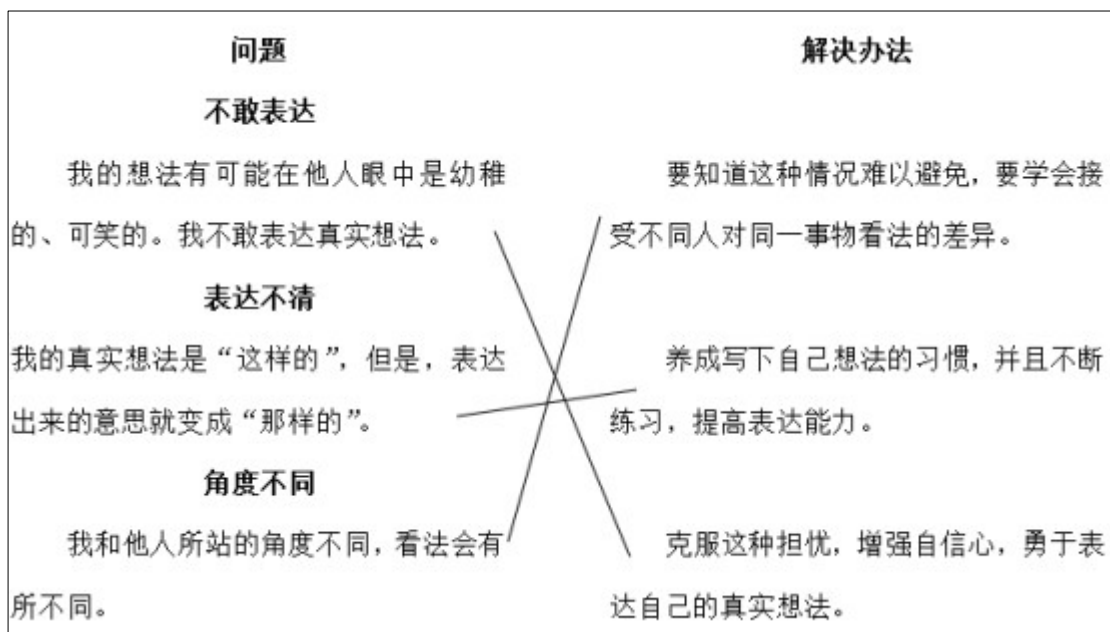 问题
解决办法
不敢表达
我的想法有可能在他人眼中是幼稚
的、可笑的。我不敢表达真实想法。
要知道这种情况难以避免，要学会接
受不同人对同一事物看法的差异。
表达不清
我的真实想法是“这样的”，但是，表达
出来的意思就变成“那样的”。
养成写下自己想法的习惯，并且不断
练习，提高表达能力。
角度不同
我和他人所站的角度不同，看法会有
所不同。
克服这种担忧，增强自信心，勇于表
达自己的真实想法。